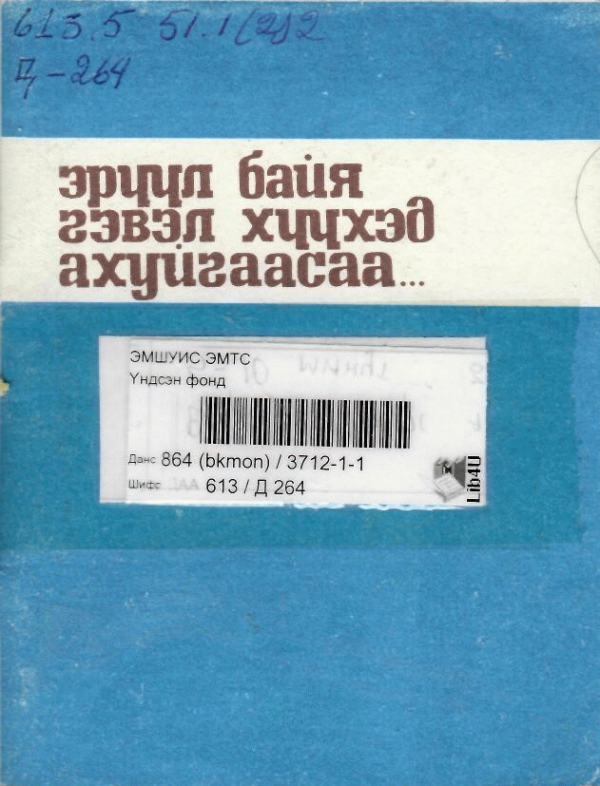 613.5 51.1(2)2
Д-264
эрүүл байя
гэвэл хүүхэд
ахуйгаасаа...
ЭМШУИС ЭМТС
Үндсэн фонд
Данс 864 (bkmon) / 3712-1-1
Шифр 613 / Д 264
Lib4U